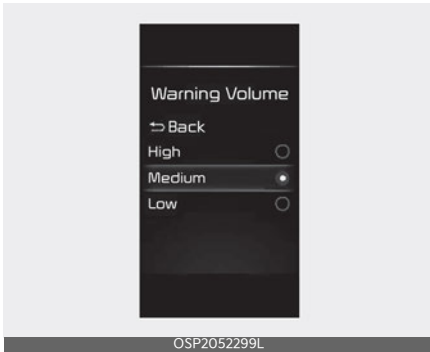 Warning Volume
Back
High
Medium
Low
OSP2052299L